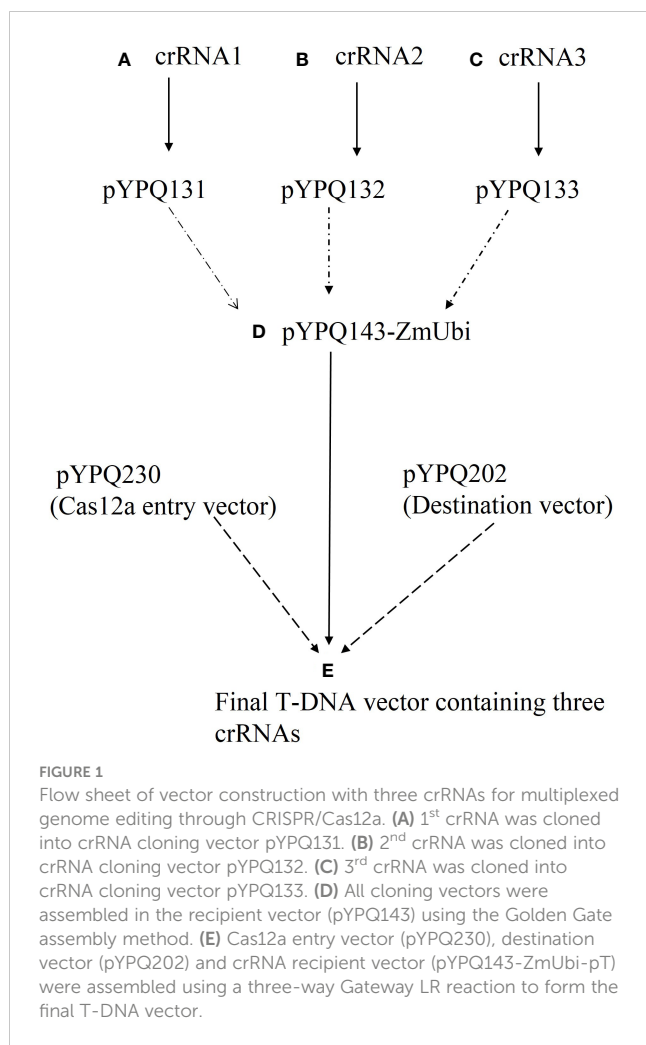 A crRNA1 B crRNA2 C crRNA3
pYPQ131 pYPQ132 pYPQ133
D pYPQ143-ZmUbi
pYPQ230
(Cas12a entry vector)
pYPQ202
(Destination vector)
E
Final T-DNA vector containing three
crRNAs
FIGURE 1
Flow sheet of vector construction with three crRNAs for multiplexed
genome editing through CRISPR/Cas12a. (A) 1st crRNA was cloned
into crRNA cloning vector pYPQ131. (B) 2nd crRNA was cloned into
crRNA cloning vector pYPQ132. (C) 3rd crRNA was cloned into
crRNA cloning vector pYPQ133. (D) All cloning vectors were
assembled in the recipient vector (pYPQ143) using the Golden Gate
assembly method. (E) Cas12a entry vector (pYPQ230), destination
vector (pYPQ202) and crRNA recipient vector (pYPQ143-ZmUbi-pT)
were assembled using a three-way Gateway LR reaction to form the
final T-DNA vector.